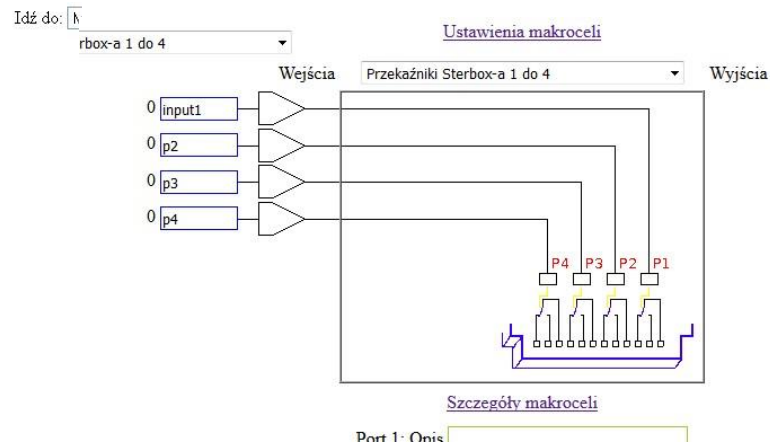 Idź do:
rbox-a 1 do 4
Ustawienia makroceli
Wejścia Przekaźniki Sterbox-a 1 do 4 Wyjścia
0 input1
0 p2
0 p3
0 p4
P4 P3 P2 P1
Szczegóły makroceli
Port 1: Opis